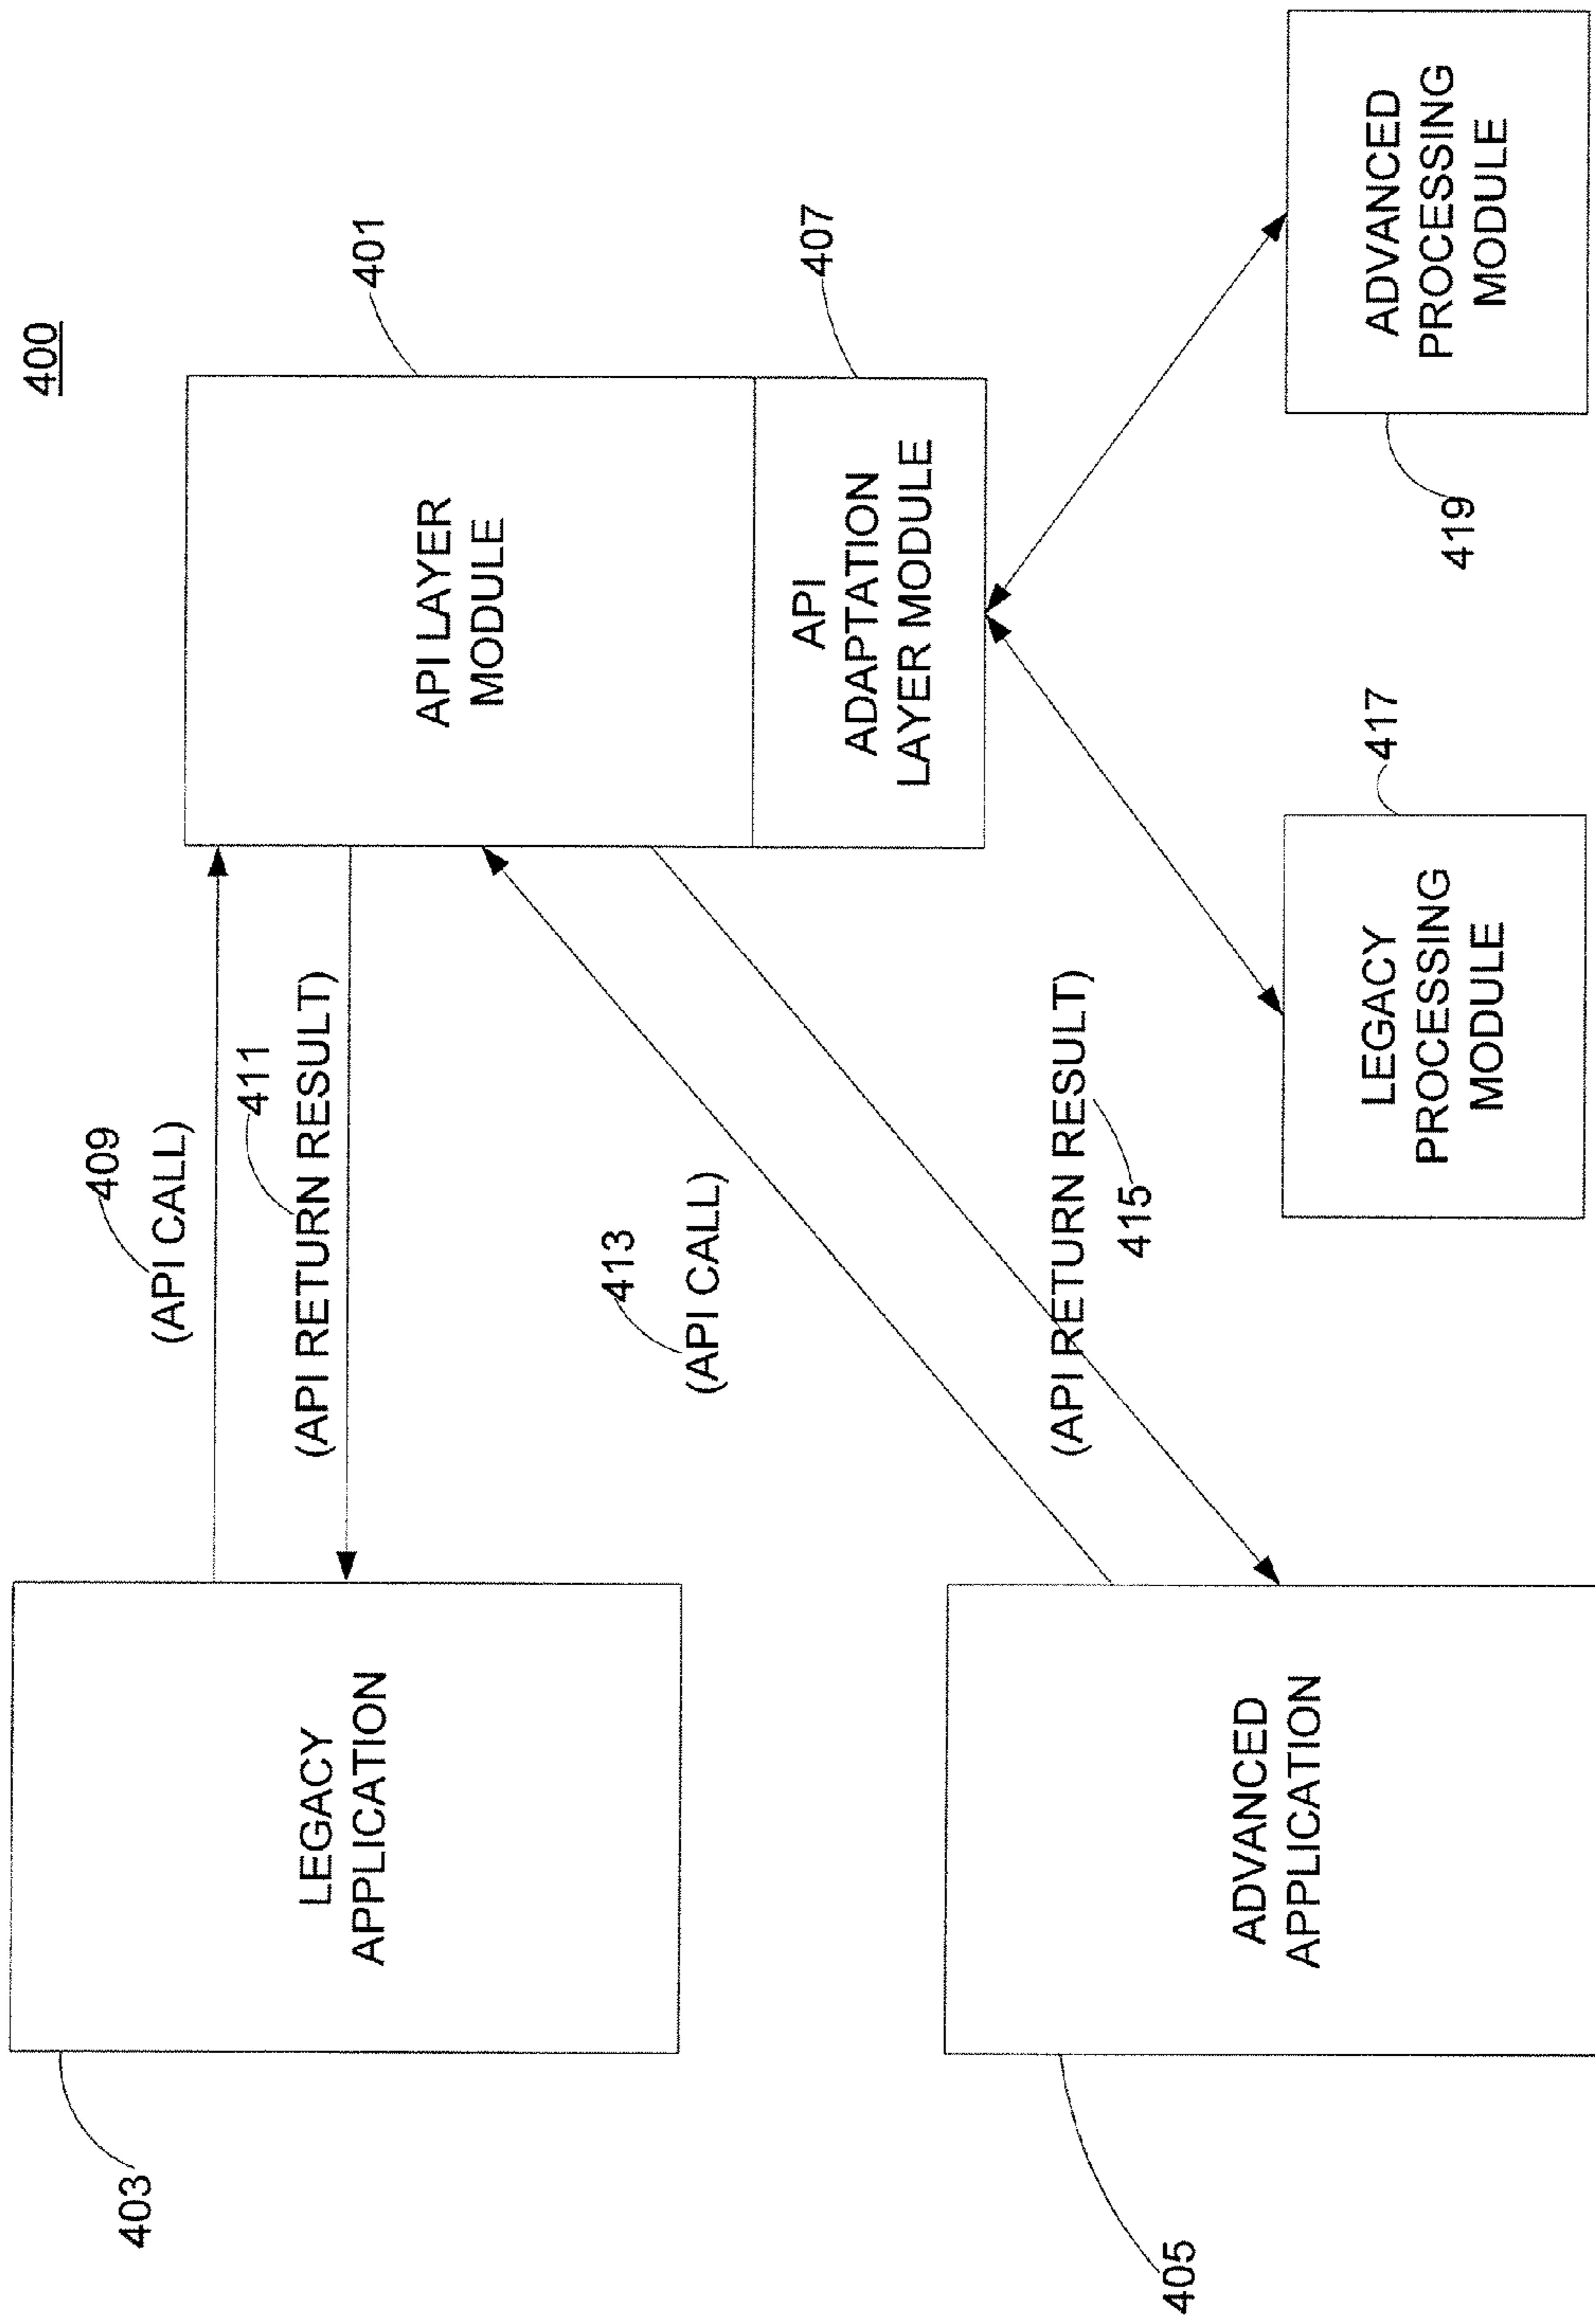 400
LEGACY
APPLICATION
403
409
(API CALL)
411
(API RETURN RESULT)
API LAYER
MODULE
401
API
ADAPTATION
LAYER MODULE
407
413
(API CALL)
(API RETURN RESULT)
415
ADVANCED
APPLICATION
405
LEGACY
PROCESSING
MODULE
417
ADVANCED
PROCESSING
MODULE
419